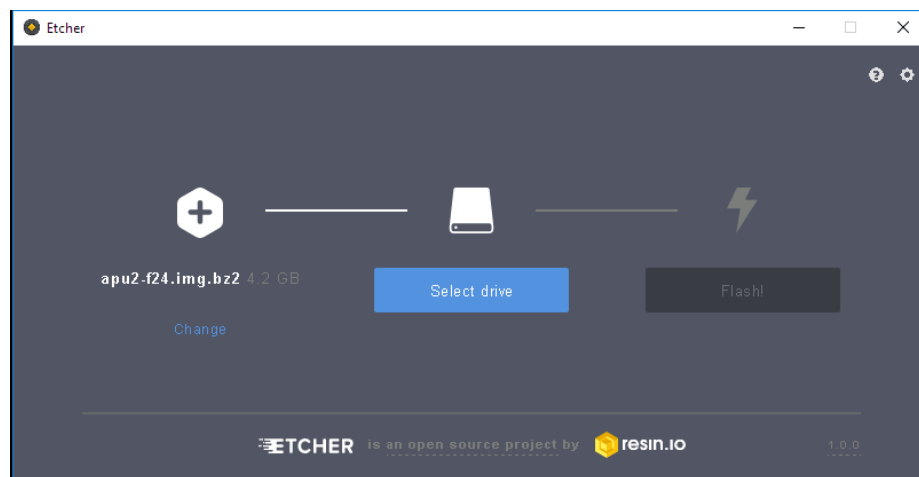 Etcher
apu2-f24.img.bz2 4.2 GB
Change
Select drive
Flash!
ETCHER is an open source project by resin.io
1.0.0